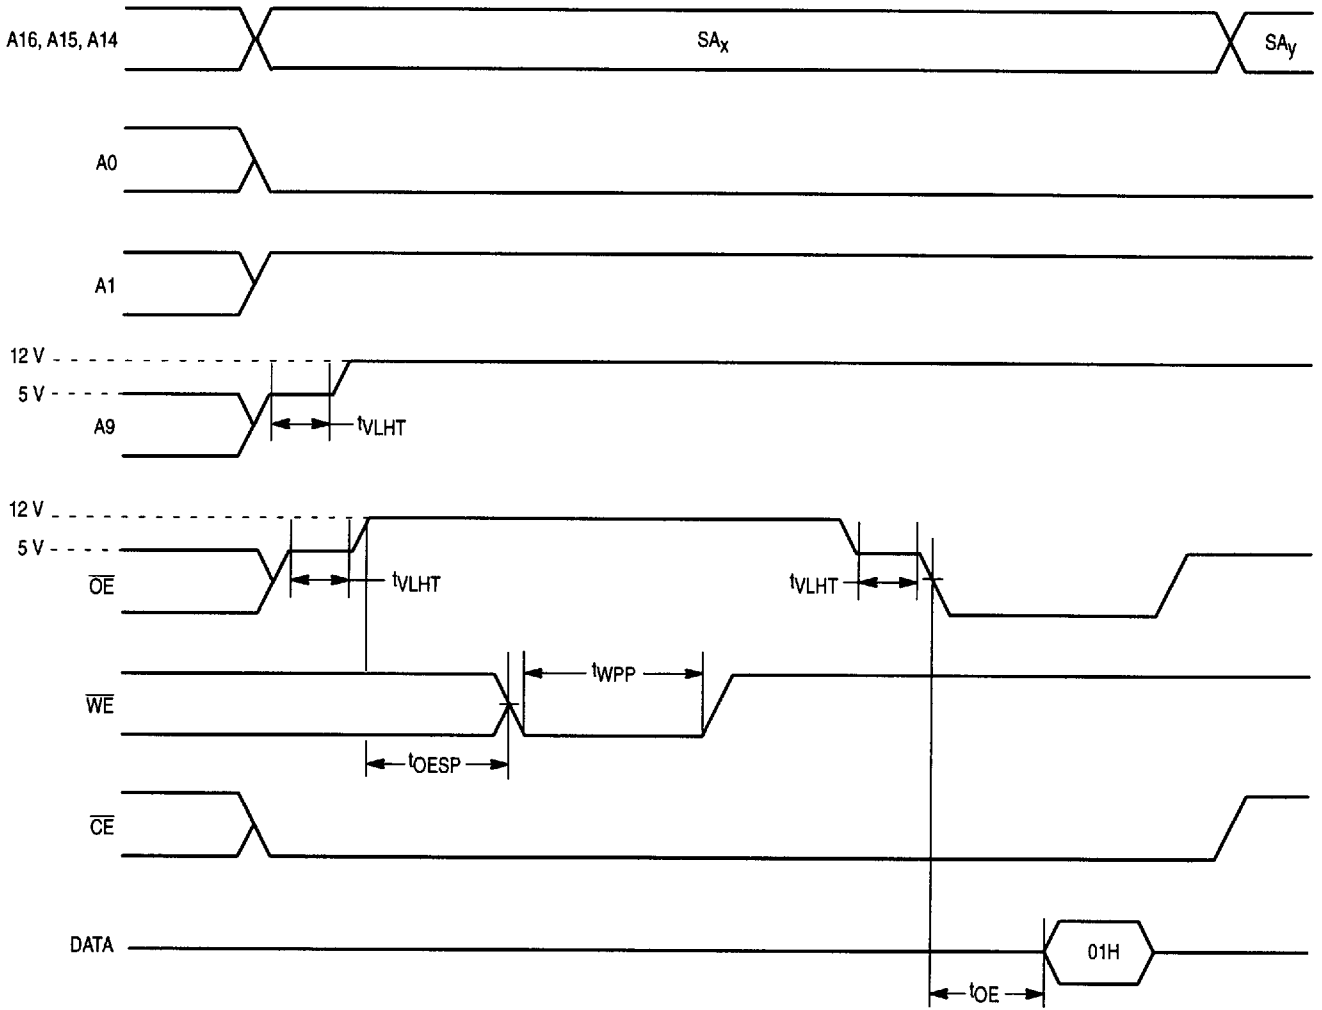 A16, A15, A14
SAx
SAy
A0
A1
12 V
5 V
A9
tVLHT
12 V
5 V
OE
tVLHT
tVLHT
WE
tWPP
tOESP
CE
DATA
01H
tOE